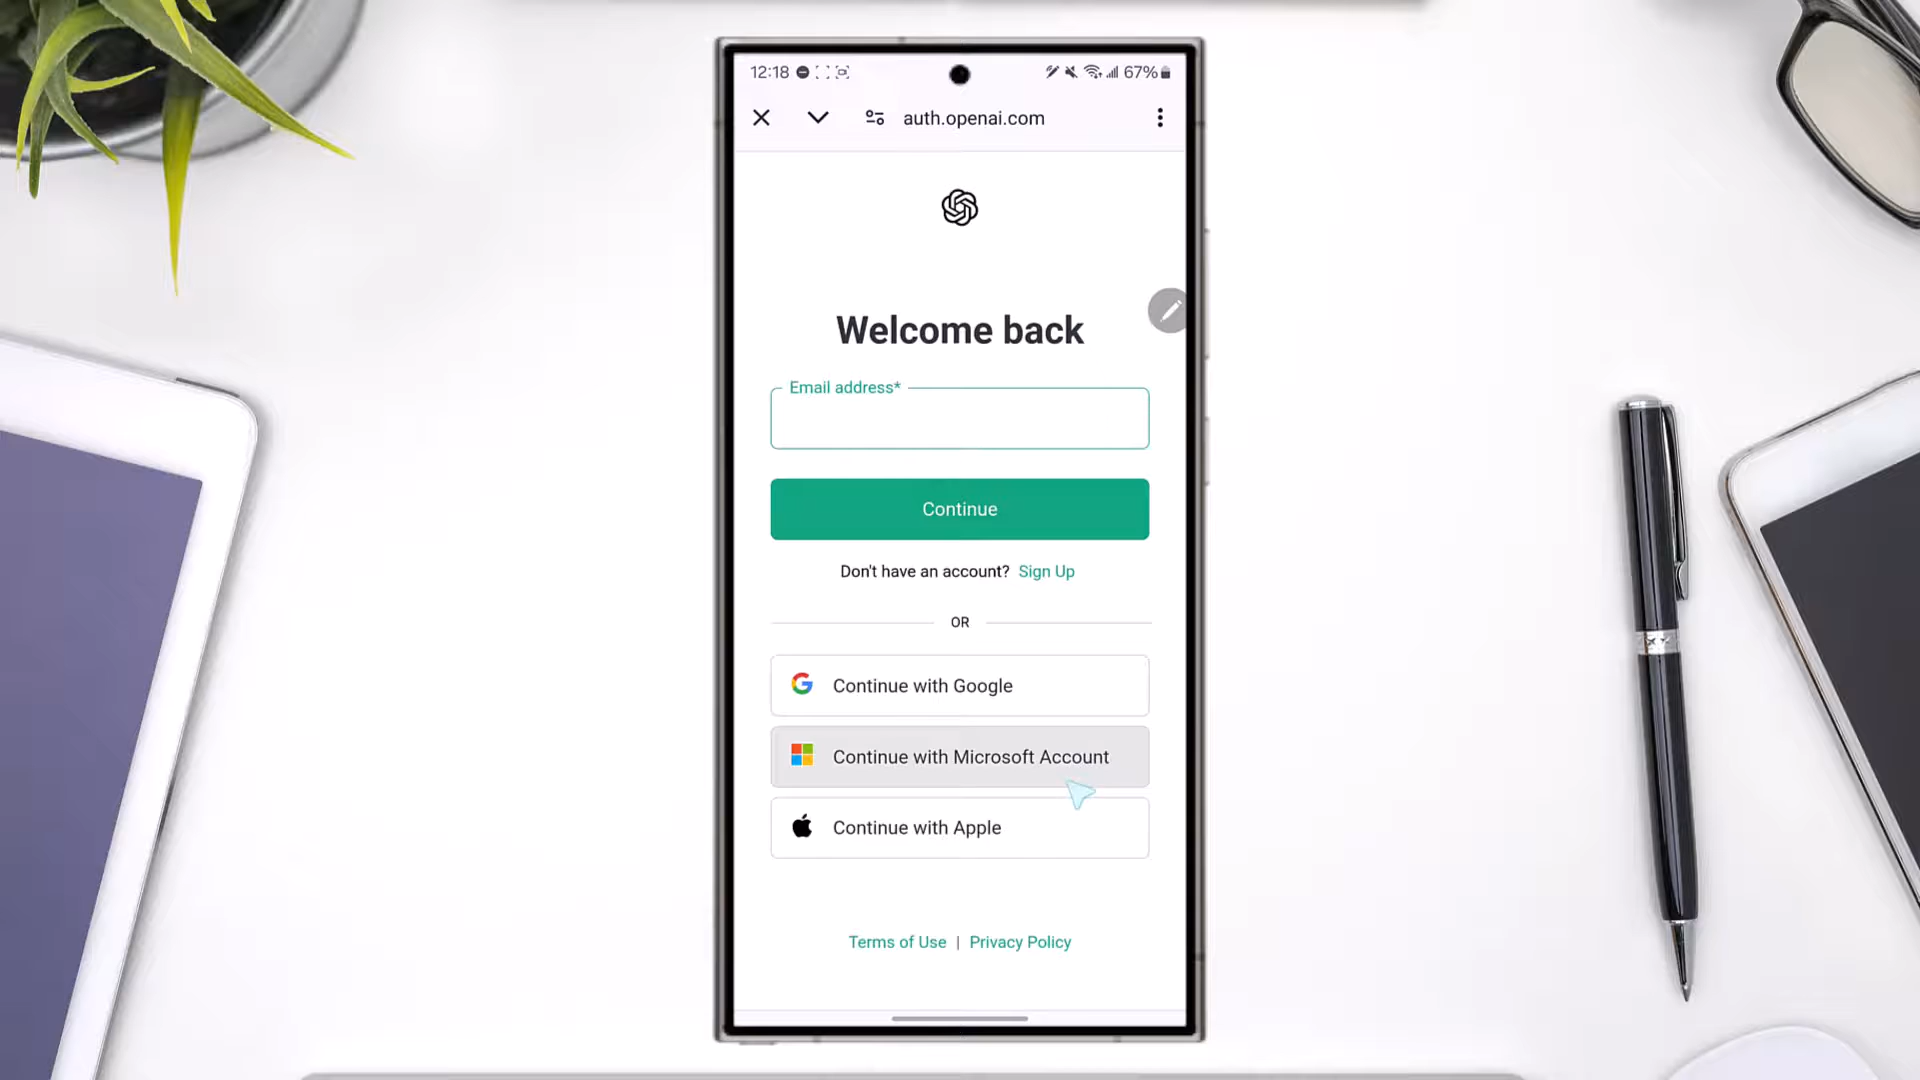 12:18 67%
auth.openai.com
Welcome back
Email address*
Continue
Don't have an account? Sign Up
OR
Continue with Google
Continue with Microsoft Account
Continue with Apple
Terms of Use | Privacy Policy